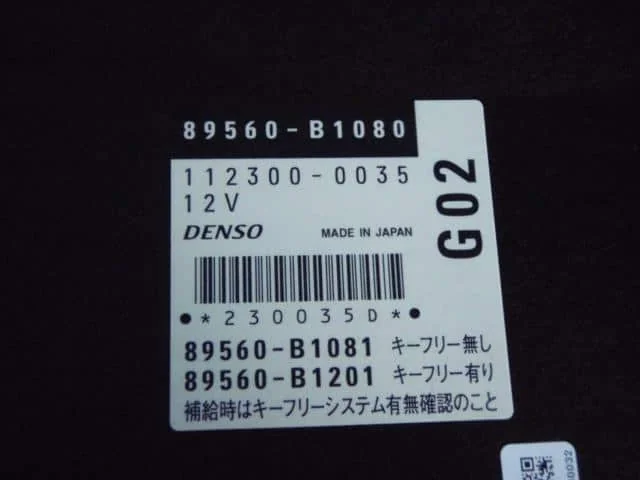 89560-B1080
112300-0035
12V
G02
DENSO MADE IN JAPAN
*230035D*
89560-B1081 キーフリー無し
89560-B1201 キーフリー有り
補給時はキーフリーシステム有無確認のこと
0032